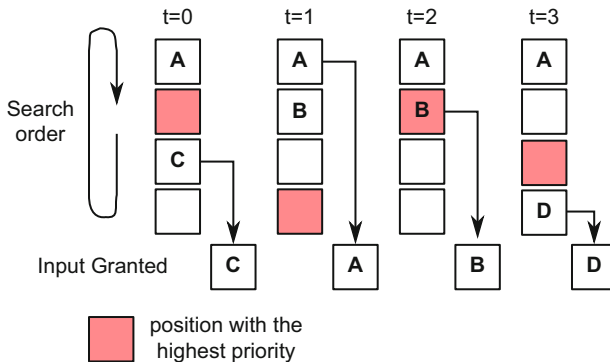 t=0 t=1 t=2 t=3
A A A A
Search
order
B B
C
D
Input Granted C A B D
position with the
highest priority